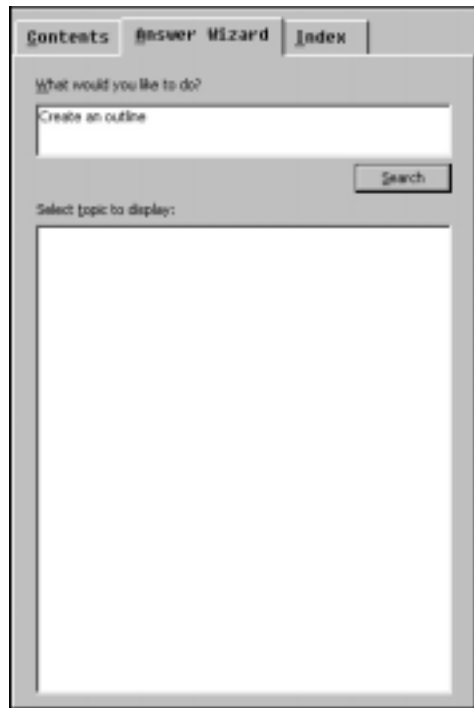 Contents Answer Wizard Index
What would you like to do?
Create an outline
Search
Select topic to display: